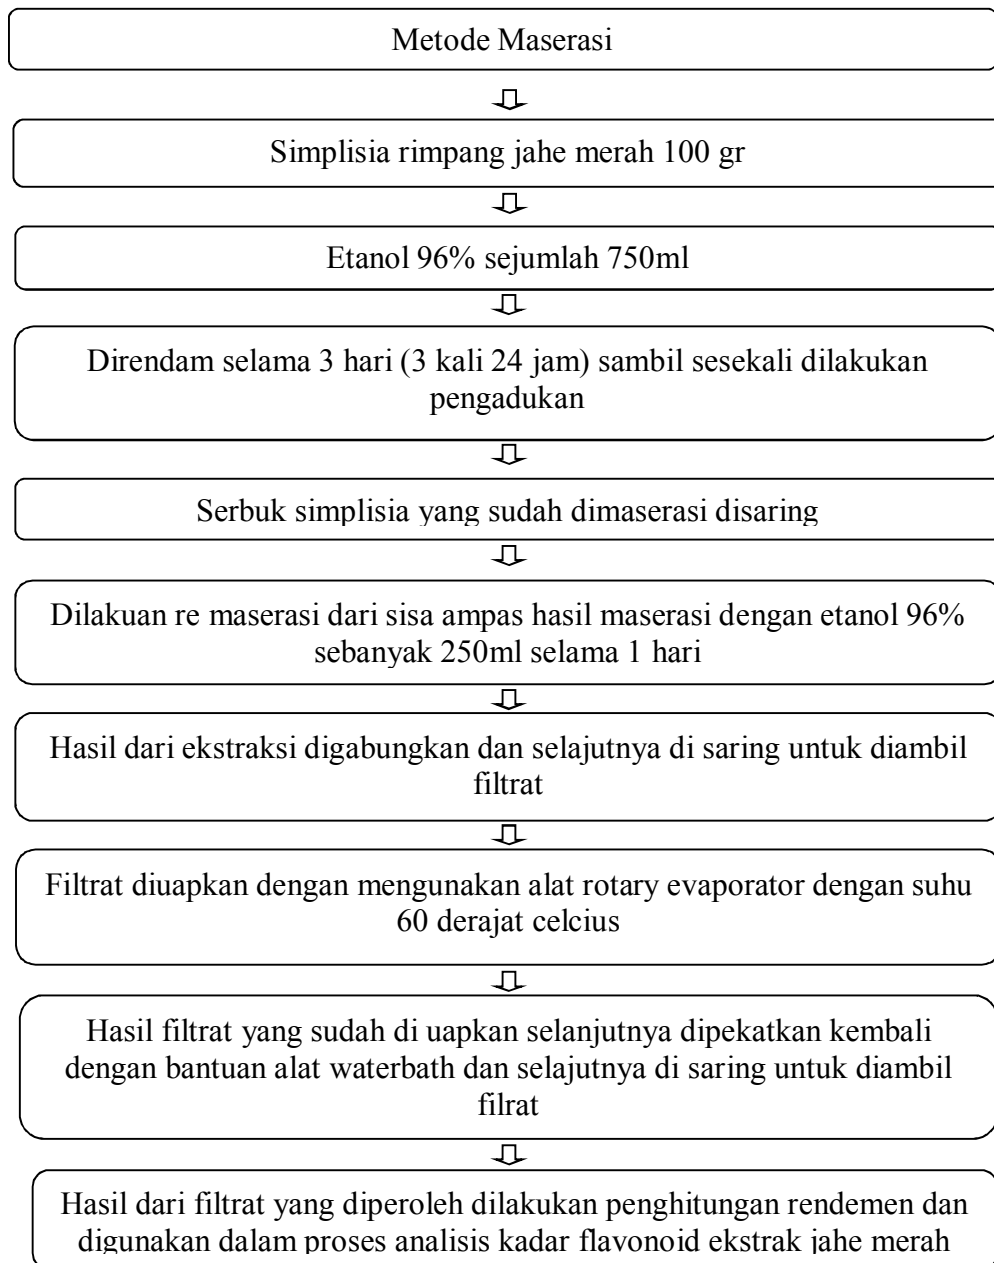 Metode Maserasi
Simplisia rimpang jahe merah 100 gr
Etanol 96% sejumlah 750ml
Direndam selama 3 hari (3 kali 24 jam) sambil sesekali dilakukan
pengadukan
Serbuk simplisia yang sudah dimaserasi disaring
Dilakuan re maserasi dari sisa ampas hasil maserasi dengan etanol 96%
sebanyak 250ml selama 1 hari
Hasil dari ekstraksi digabungkan dan selajutnya di saring untuk diambil
filtrat
Filtrat diuapkan dengan mengunakan alat rotary evaporator dengan suhu
60 derajat celcius
Hasil filtrat yang sudah di uapkan selanjutnya dipekatkan kembali
dengan bantuan alat waterbath dan selajutnya di saring untuk diambil
filrat
Hasil dari filtrat yang diperoleh dilakukan penghitungan rendemen dan
digunakan dalam proses analisis kadar flavonoid ekstrak jahe merah